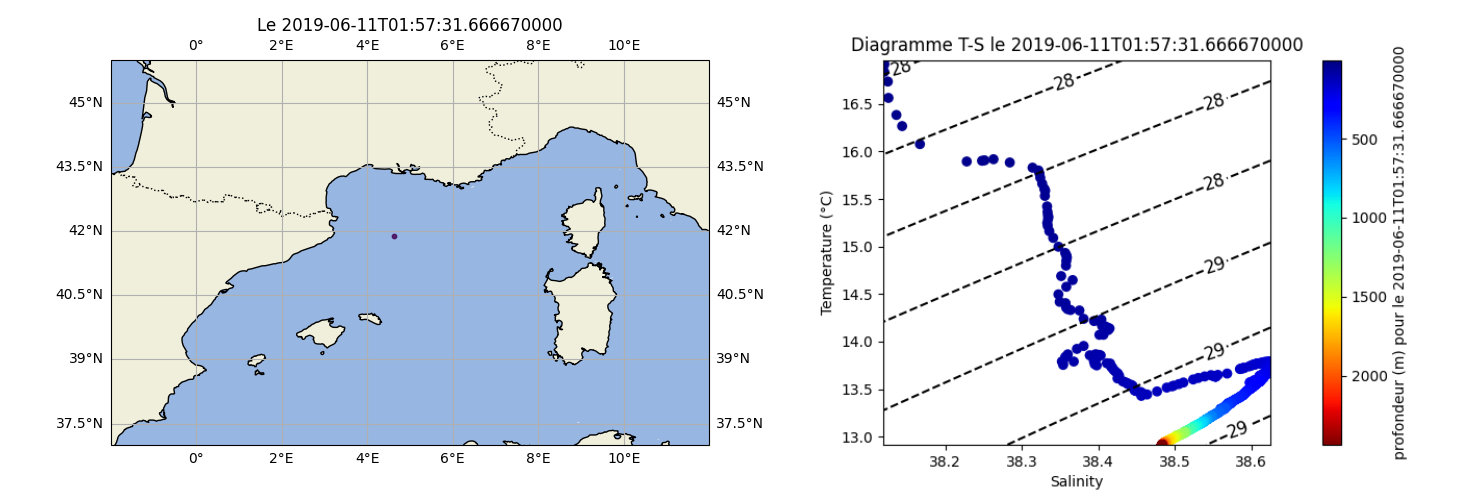 Le 2019-06-11T01:57:31.666670000
0° 2°E 4°E 6°E 8°E 10°E
45°N 45°N
43.5°N 43.5°N
42°N 42°N
40.5°N 40.5°N
39°N 39°N
37.5°N 37.5°N
0° 2°E 4°E 6°E 8°E 10°E
Diagramme T-S le 2019-06-11T01:57:31.666670000
Temperature (°C)
16.5
16.0
15.5
15.0
14.5
14.0
13.5
13.0
28
28
28
28
29
29
29
38.2 38.3 38.4 38.5 38.6
Salinity
500
1000
1500
2000
profondeur (m) pour le 2019-06-11T01:57:31.666670000